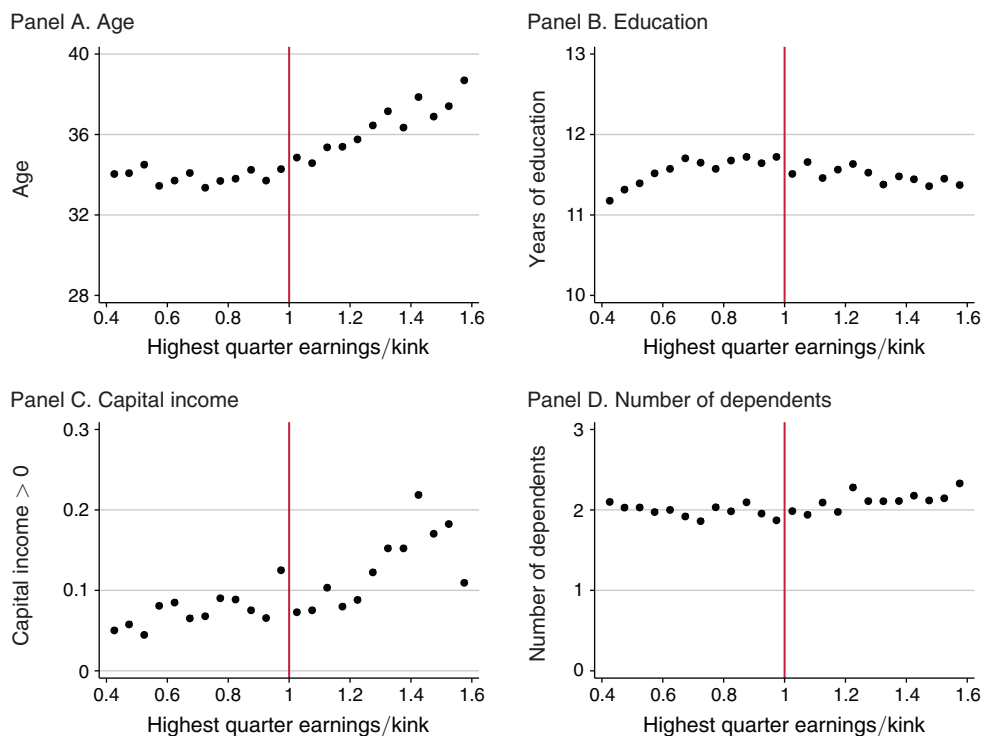 Panel A. Age
40
36
32
28
Age
0.4 0.6 0.8 1 1.2 1.4 1.6
Highest quarter earnings/kink
Panel B. Education
13
12
11
10
Years of education
0.4 0.6 0.8 1 1.2 1.4 1.6
Highest quarter earnings/kink
Panel C. Capital income
0.3
0.2
0.1
0
Capital income > 0
0.4 0.6 0.8 1 1.2 1.4 1.6
Highest quarter earnings/kink
Panel D. Number of dependents
3
2
1
0
Number of dependents
0.4 0.6 0.8 1 1.2 1.4 1.6
Highest quarter earnings/kink